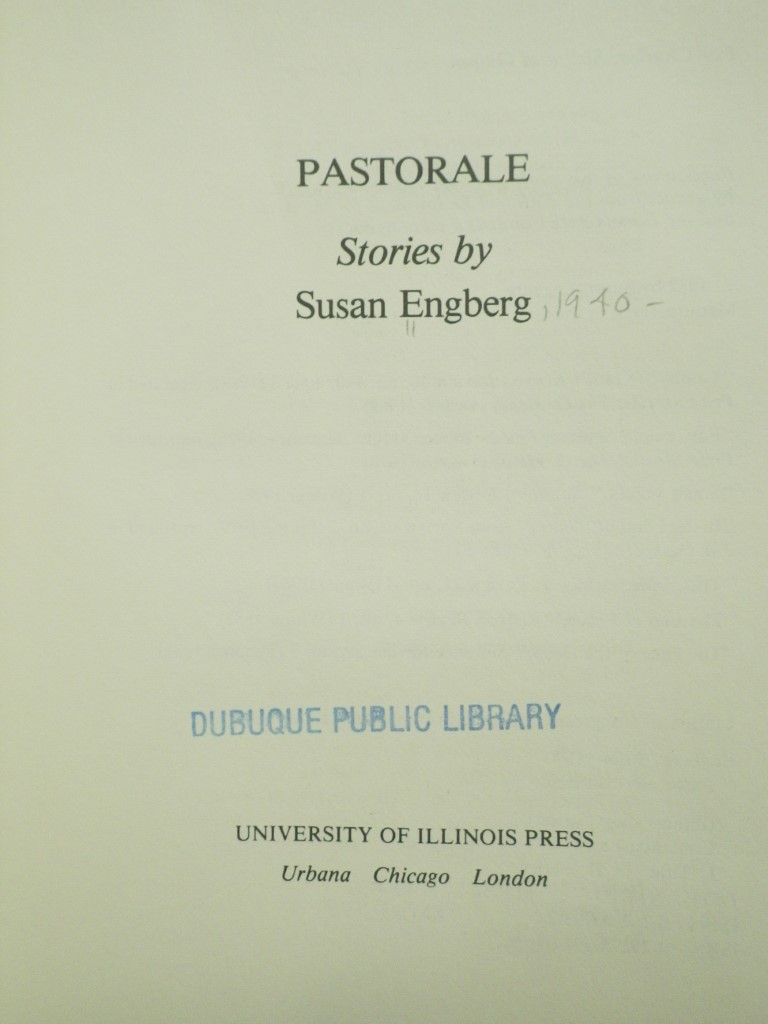 PASTORALE
Stories by
Susan Engberg, 1940-
DUBUQUE PUBLIC LIBRARY
UNIVERSITY OF ILLINOIS PRESS
Urbana Chicago London